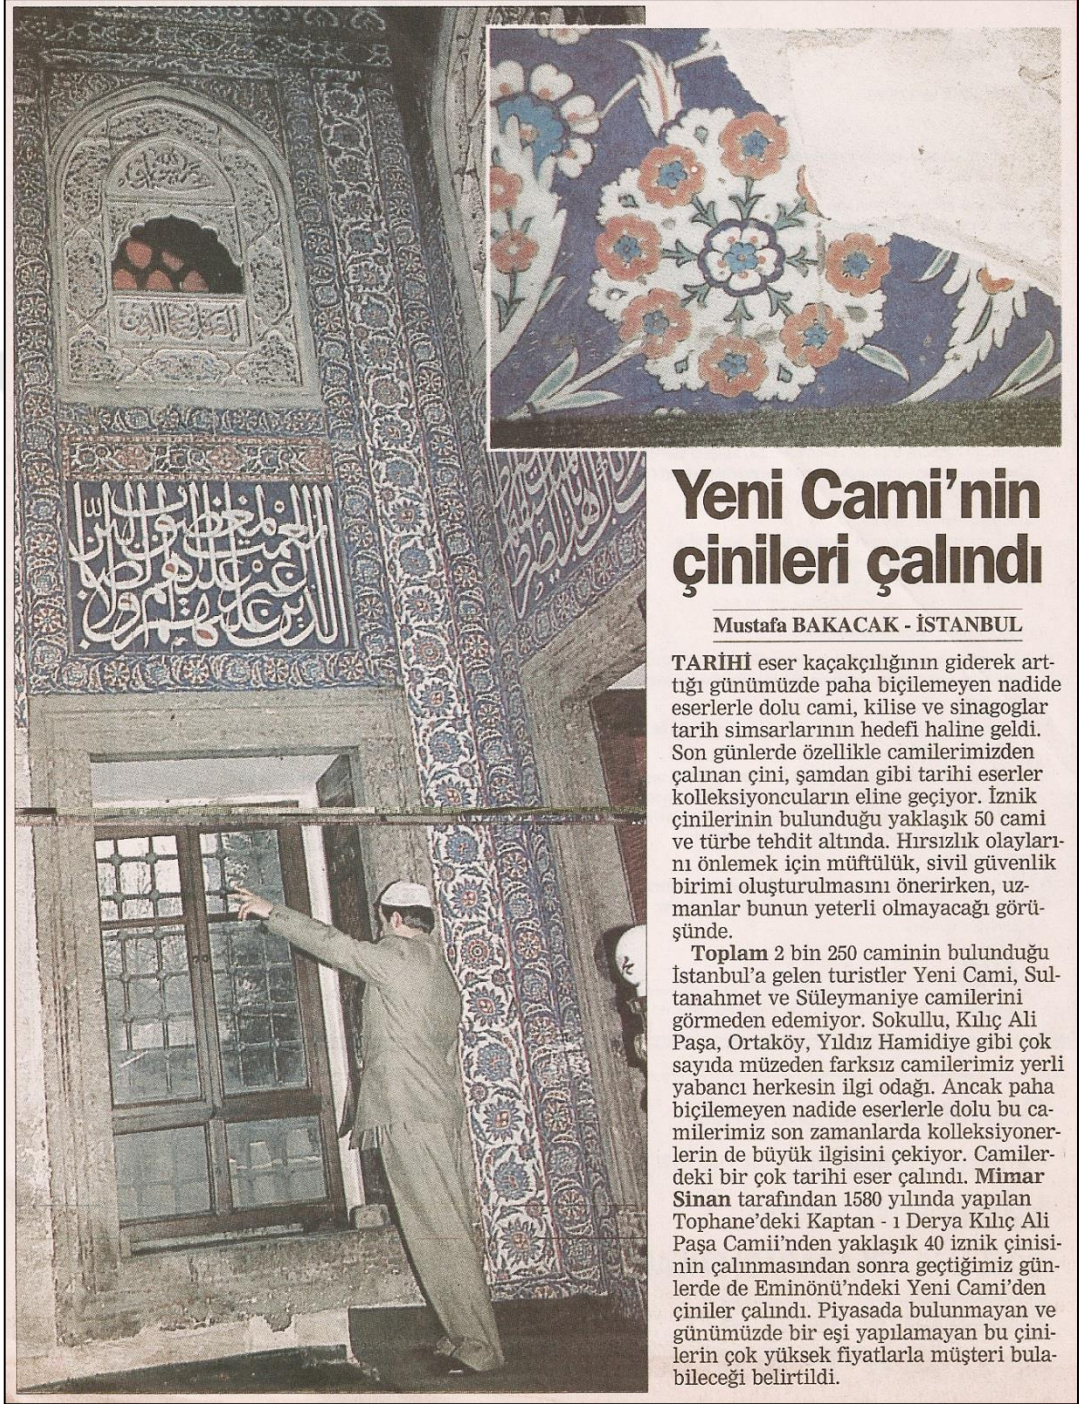 الذين انعمت عليهم غير المغضوب عليهم ولا الضالين
Yeni Cami'nin
çinileri çalındı
Mustafa BAKACAK - İSTANBUL
TARİHİ eser kaçakçılığının giderek art-
tığı günümüzde paha biçilemeyen nadide
eserlerle dolu cami, kilise ve sinagoglar
tarih simsarlarının hedefi haline geldi.
Son günlerde özellikle camilerimizden
çalınan çini, şamdan gibi tarihi eserler
kolleksiyoncuların eline geçiyor. İznik
çinilerinin bulunduğu yaklaşık 50 cami
ve türbe tehdit altında. Hırsızlık olayları-
nı önlemek için müftülük, sivil güvenlik
birimi oluşturulmasını önerirken, uz-
manlar bunun yeterli olmayacağı görü-
şünde.
Toplam 2 bin 250 caminin bulunduğu
İstanbul'a gelen turistler Yeni Cami, Sul-
tanahmet ve Süleymaniye camilerini
görmeden edemiyor. Sokullu, Kılıç Ali
Paşa, Ortaköy, Yıldız Hamidiye gibi çok
sayıda müzeden farksız camilerimiz yerli
yabancı herkesin ilgi odağı. Ancak paha
biçilemeyen nadide eserlerle dolu bu ca-
milerimiz son zamanlarda kolleksiyoner-
lerin de büyük ilgisini çekiyor. Camiler-
deki bir çok tarihi eser çalındı. Mimar
Sinan tarafından 1580 yılında yapılan
Tophane'deki Kaptan - ı Derya Kılıç Ali
Paşa Camii'nden yaklaşık 40 iznik çinisi-
nin çalınmasından sonra geçtiğimiz gün-
lerde de Eminönü'ndeki Yeni Cami'den
çiniler çalındı. Piyasada bulunmayan ve
günümüzde bir eşi yapılamayan bu çini-
lerin çok yüksek fiyatlarla müşteri bula-
bileceği belirtildi.